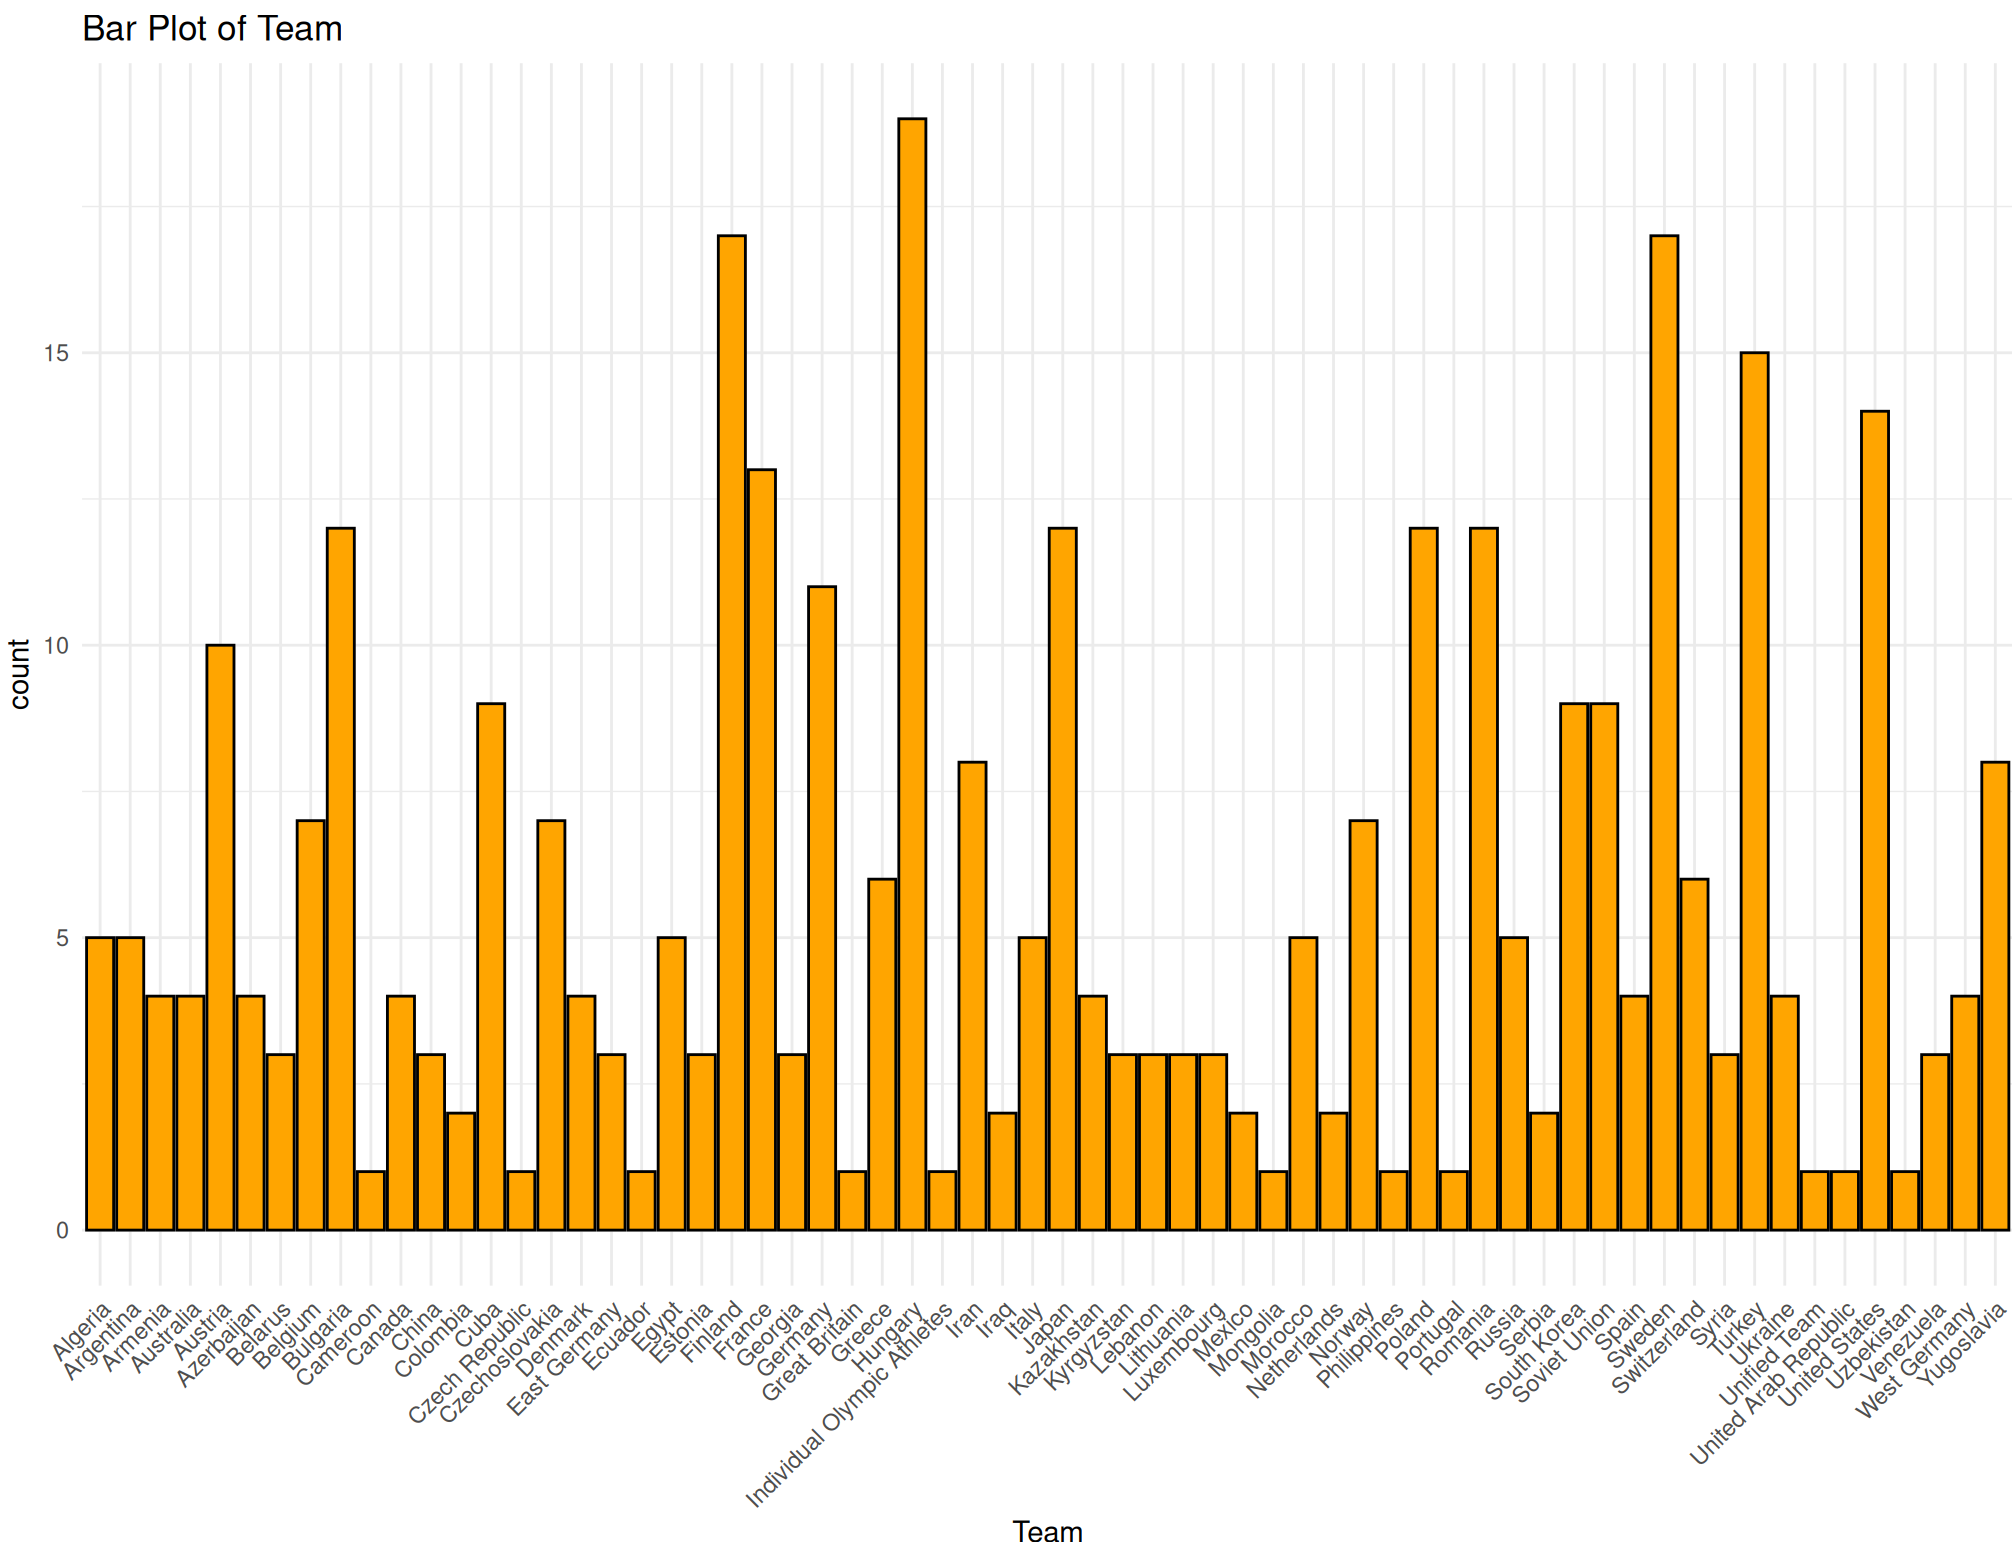 Bar Plot of Team
count
15
10
5
0
Algeria
Argentina
Armenia
Australia
Austria
Azerbaijan
Belarus
Belgium
Bulgaria
Cameroon
Canada
China
Colombia
Cuba
Czech Republic
Czechoslovakia
Denmark
East Germany
Ecuador
Egypt
Estonia
Finland
France
Georgia
Germany
Great Britain
Greece
Hungary
Individual Olympic Athletes
Iran
Iraq
Italy
Japan
Kazakhstan
Kyrgyzstan
Lebanon
Lithuania
Luxembourg
Mexico
Mongolia
Morocco
Netherlands
Norway
Philippines
Poland
Portugal
Romania
Russia
Serbia
South Korea
Soviet Union
Spain
Sweden
Switzerland
Syria
Turkey
Ukraine
Unified Team
United Arab Republic
United States
Uzbekistan
Venezuela
West Germany
Yugoslavia
Team